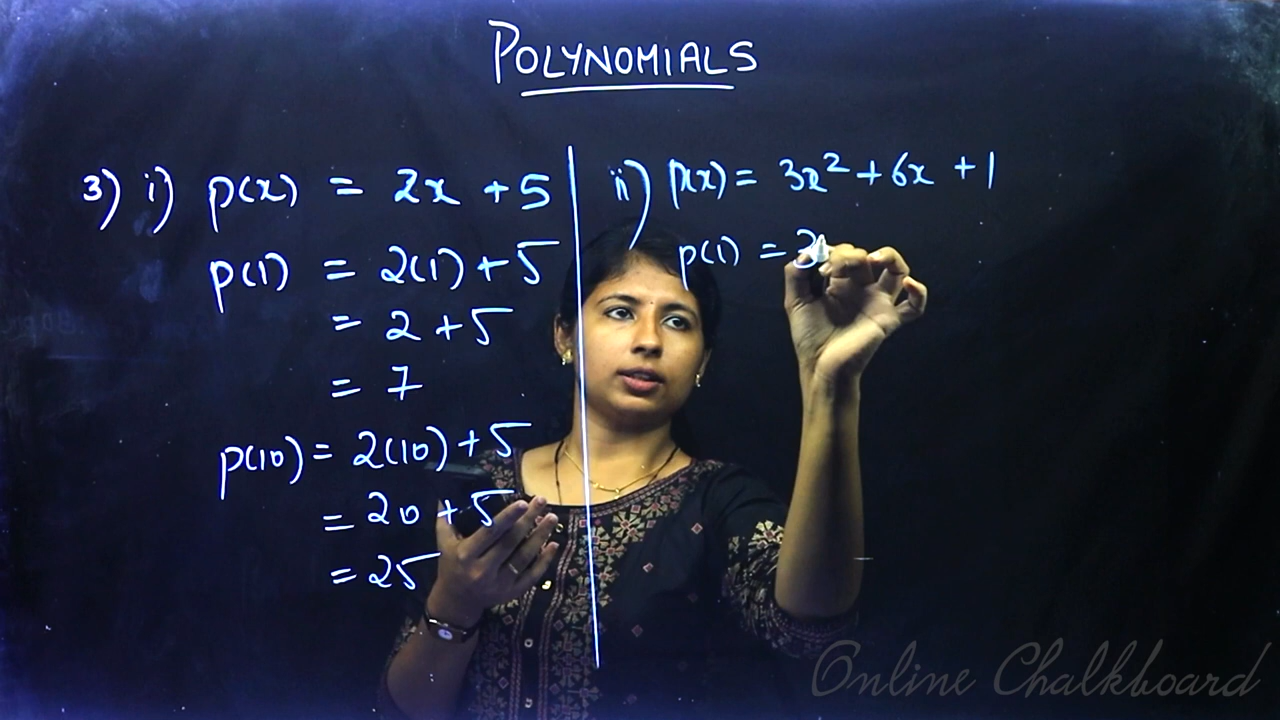 POLYNOMIALS
3) i) p(x) = 2x + 5
p(1) = 2(1) + 5
= 2 + 5
= 7
p(10) = 2(10) + 5
= 20 + 5
= 25
ii) p(x) = 3x² + 6x + 1
p(1) = 3
Online Chalkboard